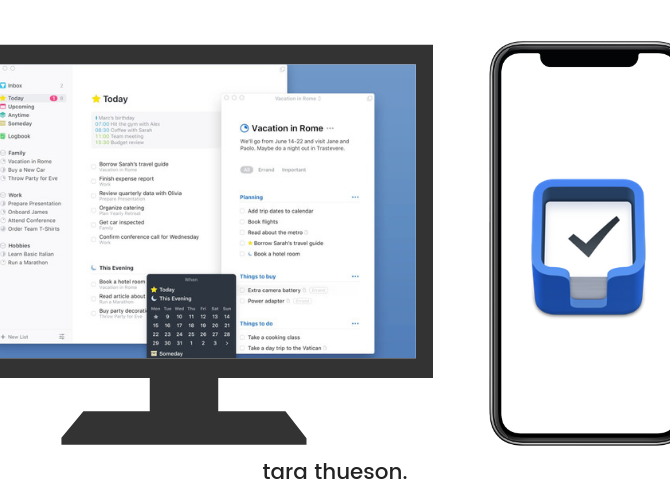 Inbox
Today
Upcoming
Anytime
Someday
Logbook
Family
Vacation in Rome
Buy a New Car
Throw Party for Eve
Work
Prepare Presentation
Onboard James
Attend Conference
Order Team T-Shirts
Hobbies
Learn Basic Italian
Run a Marathon
+ New List
Today
Mom's birthday
07:00 Hit the gym with Alex
08:30 Coffee with Sarah
11:00 Team meeting
15:30 Budget review
Borrow Sarah's travel guide
Vacation in Rome
Finish expense report
Work
Review quarterly data with Olivia
Prepare Presentation
Organize catering
Get car inspected
Family
Confirm conference call for Wednesday
Work
This Evening
Book a hotel room
Read article about
Run a Marathon
Buy party decorati
Throw Party for Eve
When
Today
This Evening
Mon Tue Wed Thu Fri Sat Sun
9 10 11 12 13 14
15 16 17 18 19 20 21
22 23 24 25 26 27 28
29 30 31 1 2 3 >
Someday
Vacation in Rome
Vacation in Rome
We'll go from June 14–22 and visit Jane and
Paolo. Maybe do a night out in Trastevere.
All Errand Important
Planning
Add trip dates to calendar
Book flights
Read about the metro
Borrow Sarah's travel guide
Book a hotel room
Things to buy
Extra camera battery Errand
Power adapter Errand
Things to do
Take a cooking class
Take a day trip to the Vatican
tara thueson.